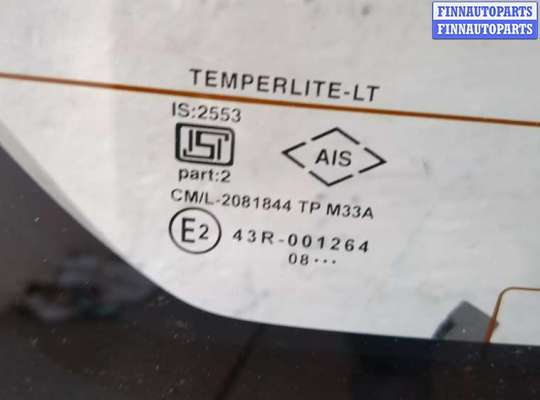 FINNAUTOPARTS
FINNAUTOPARTS
TEMPERLITE-LT
IS:2553
ISI
AIS
part:2
CM/L-2081844 TP M33A
E2 43R-001264
08···